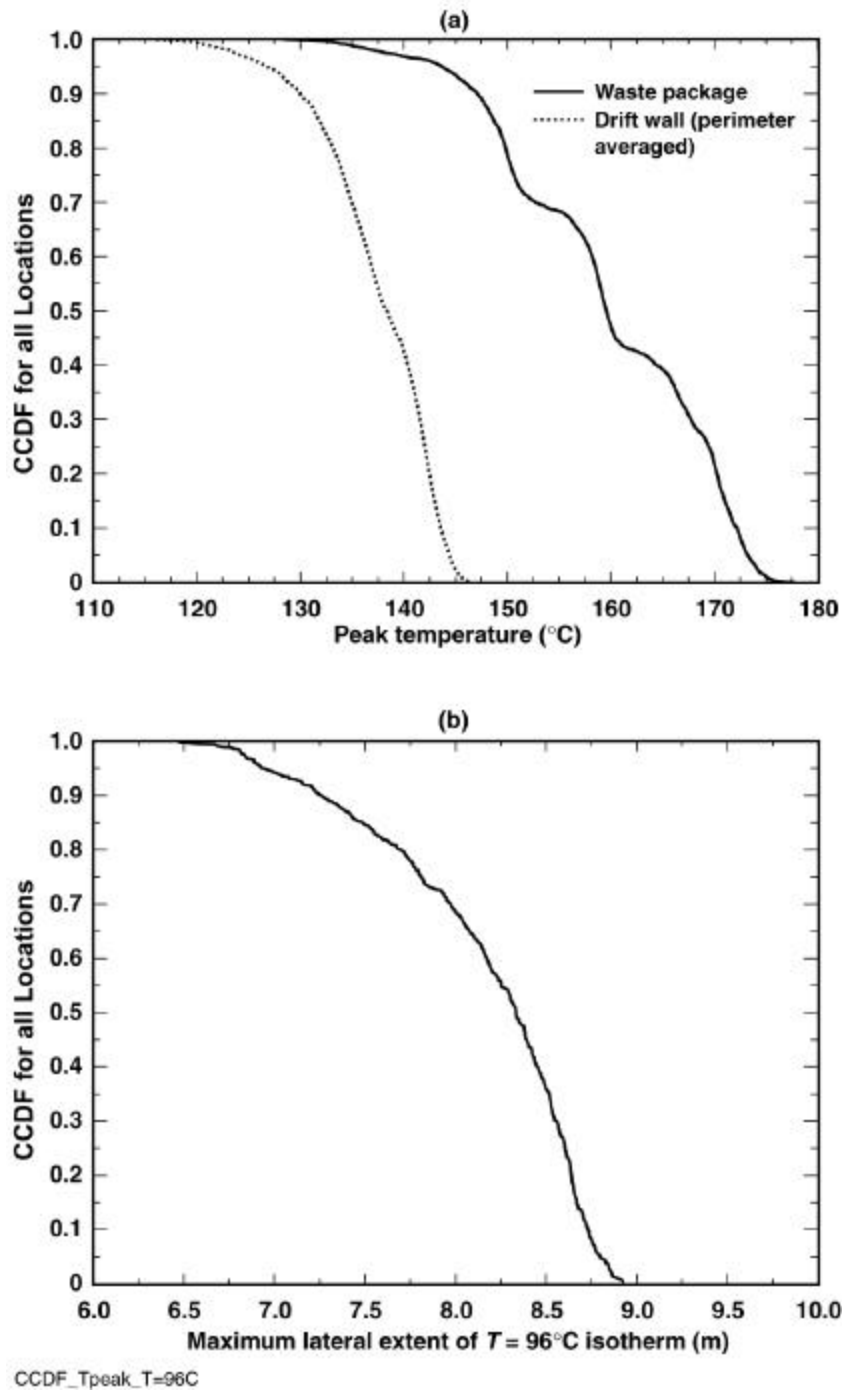 (a)
1.0
0.9
0.8
0.7
0.6
0.5
0.4
0.3
0.2
0.1
0
CCDF for all Locations
Waste package
Drift wall (perimeter
averaged)
110 120 130 140 150 160 170 180
Peak temperature (°C)
(b)
1.0
0.9
0.8
0.7
0.6
0.5
0.4
0.3
0.2
0.1
0
CCDF for all Locations
6.0 6.5 7.0 7.5 8.0 8.5 9.0 9.5 10.0
Maximum lateral extent of T = 96°C isotherm (m)
CCDF_Tpeak_T=96C